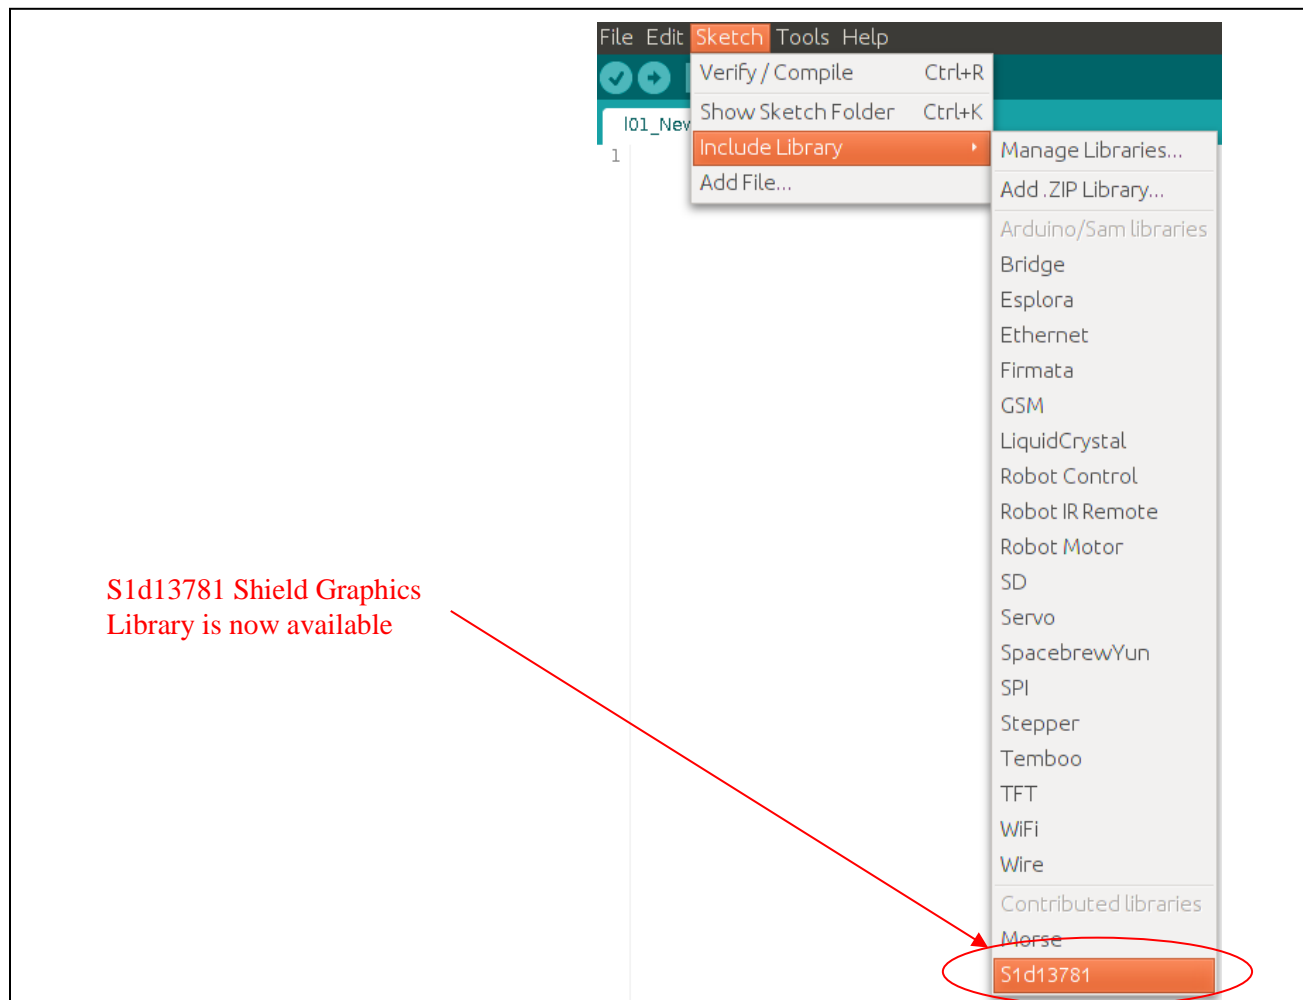 File Edit Sketch Tools Help
Verify / Compile Ctrl+R
Show Sketch Folder Ctrl+K
l01_Nev
Include Library
1
Add File...
Manage Libraries...
Add .ZIP Library...
Arduino/Sam libraries
Bridge
Esplora
Ethernet
Firmata
GSM
LiquidCrystal
Robot Control
Robot IR Remote
Robot Motor
SD
Servo
SpacebrewYun
SPI
Stepper
Temboo
TFT
WiFi
Wire
Contributed libraries
Morse
S1d13781
S1d13781 Shield Graphics
Library is now available